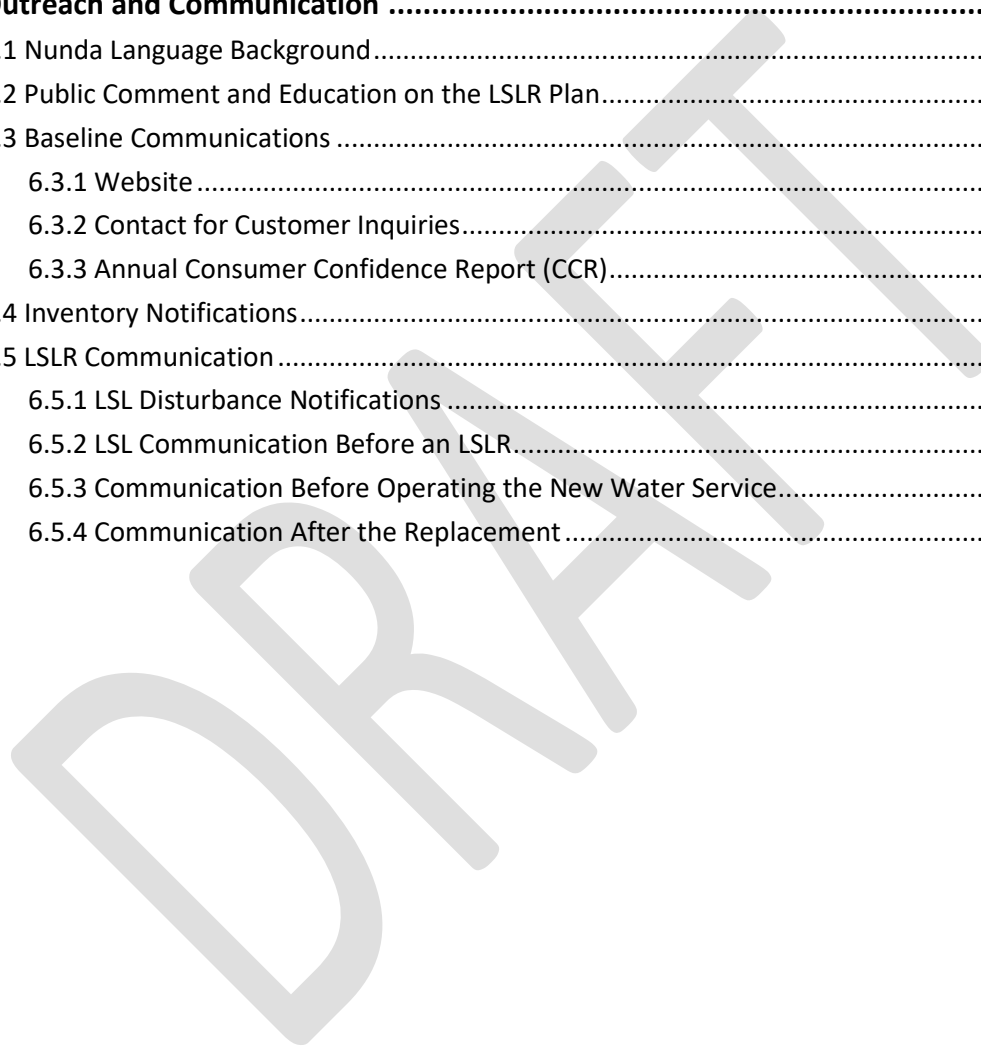 utreach and Communication ...............................................................................
.1 Nunda Language Background ...............................................................................
.2 Public Comment and Education on the LSLR Plan ..................................................
.3 Baseline Communications ...............................................................................
6.3.1 Website ...............................................................................
6.3.2 Contact for Customer Inquiries ..................................................................
6.3.3 Annual Consumer Confidence Report (CCR) ..................................................
.4 Inventory Notifications ...............................................................................
.5 LSLR Communication ...............................................................................
6.5.1 LSL Disturbance Notifications ..................................................................
6.5.2 LSL Communication Before an LSLR ..................................................................
6.5.3 Communication Before Operating the New Water Service ..............................
6.5.4 Communication After the Replacement ..................................................
DRAFT